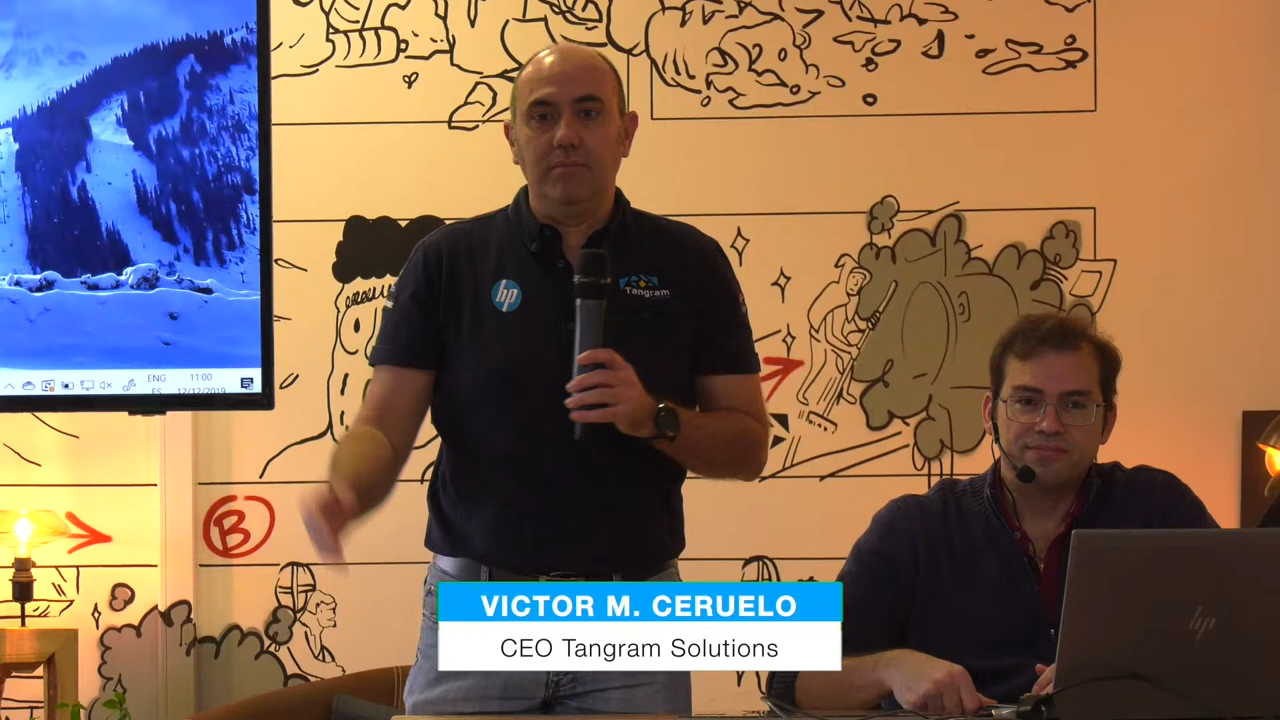 ENG
11:00
ES
12/12/2019
hp
Tangram
B
VICTOR M. CERUELO
CEO Tangram Solutions
hp